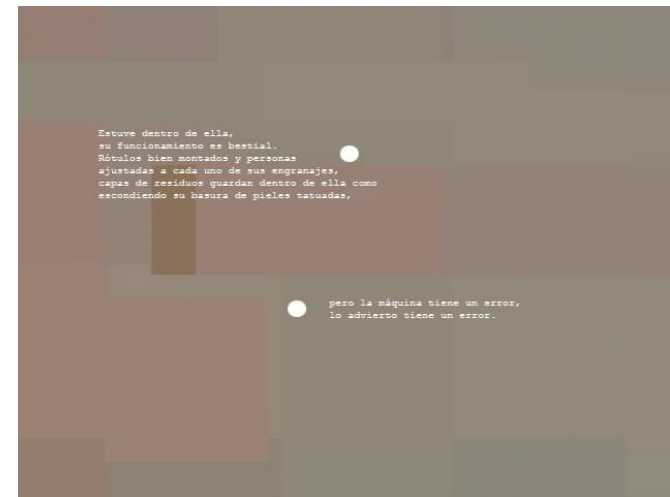 Estuve dentro de ella,
su funcionamiento es bestial.
Rótulos bien montados y personas
ajustadas a cada uno de sus engranajes,
capas de residuos guardan dentro de ella como
escondiendo su basura de pieles tatuadas,
pero la máquina tiene un error,
lo advierto tiene un error.